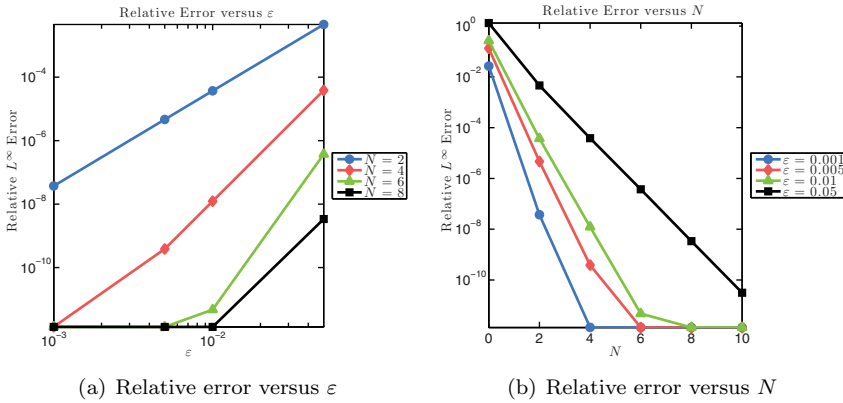 Relative Error versus ε
Relative L∞ Error
10⁻⁴
10⁻⁶
10⁻⁸
10⁻¹⁰
10⁻³
10⁻²
ε
N = 2
N = 4
N = 6
N = 8
(a) Relative error versus ε
Relative Error versus N
Relative L∞ Error
10⁰
10⁻²
10⁻⁴
10⁻⁶
10⁻⁸
10⁻¹⁰
0 2 4 6 8 10
N
ε = 0.001
ε = 0.005
ε = 0.01
ε = 0.05
(b) Relative error versus N